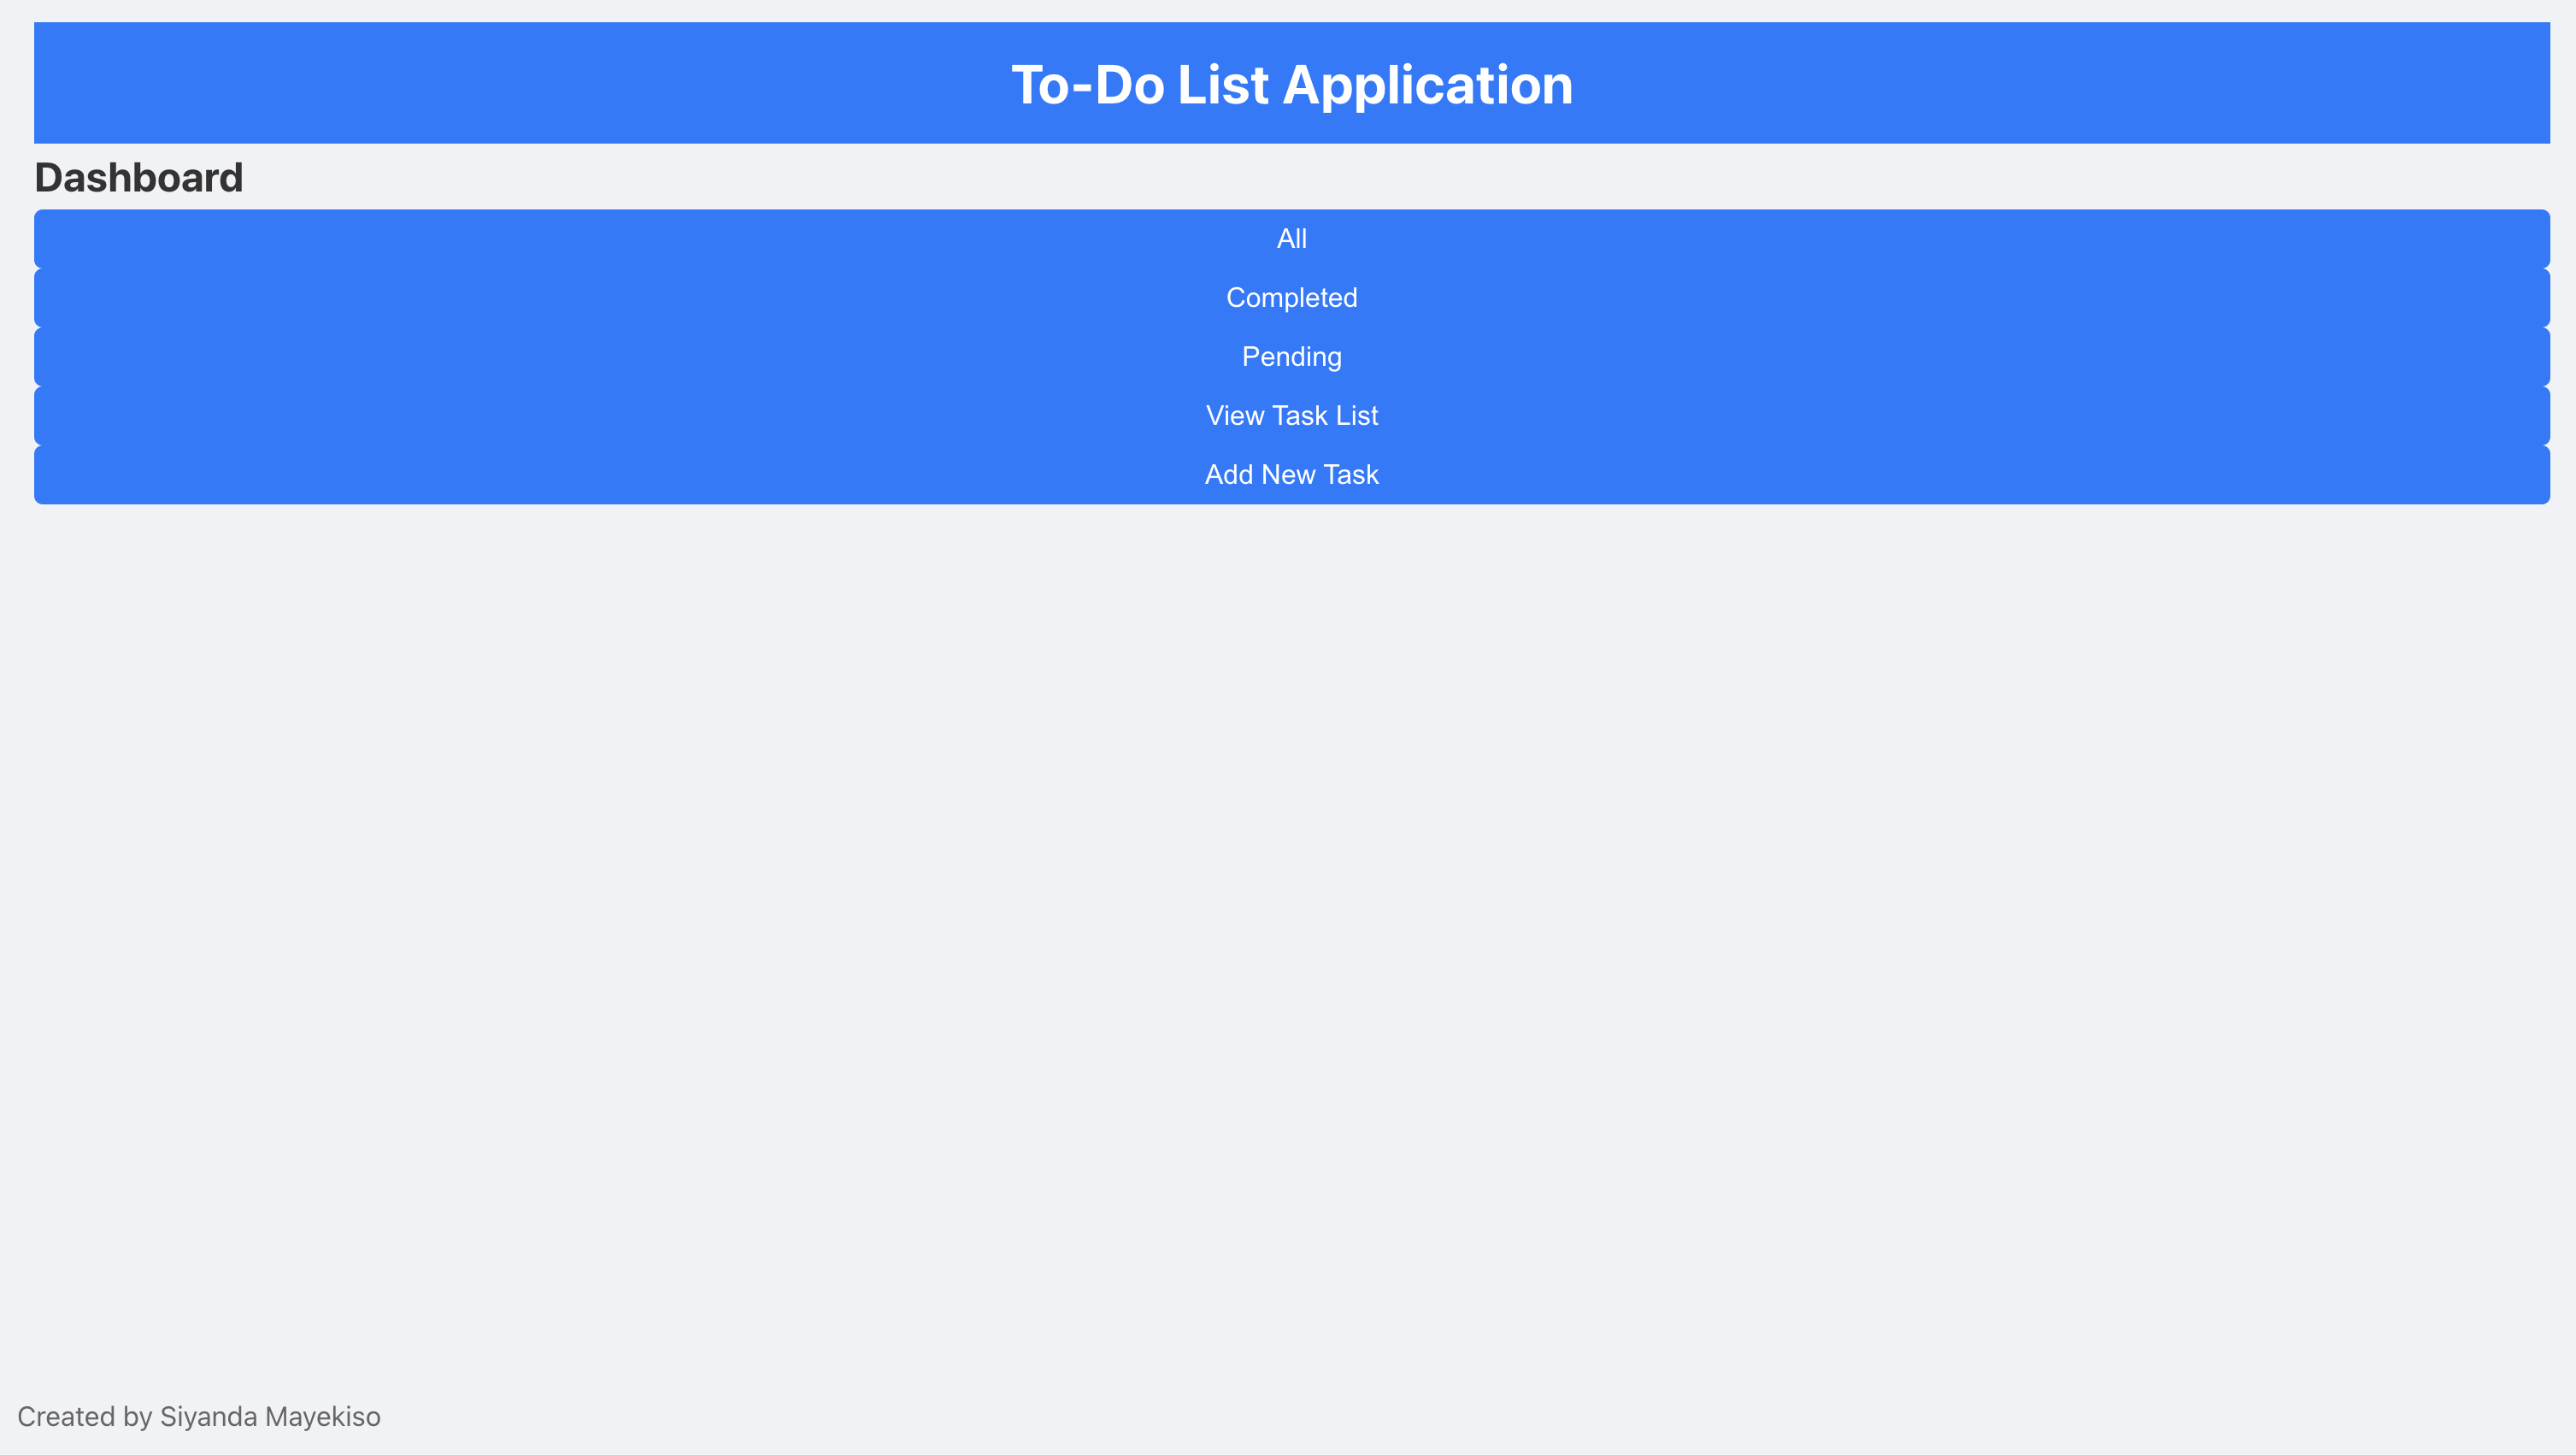 To-Do List Application
Dashboard
All
Completed
Pending
View Task List
Add New Task
Created by Siyanda Mayekiso